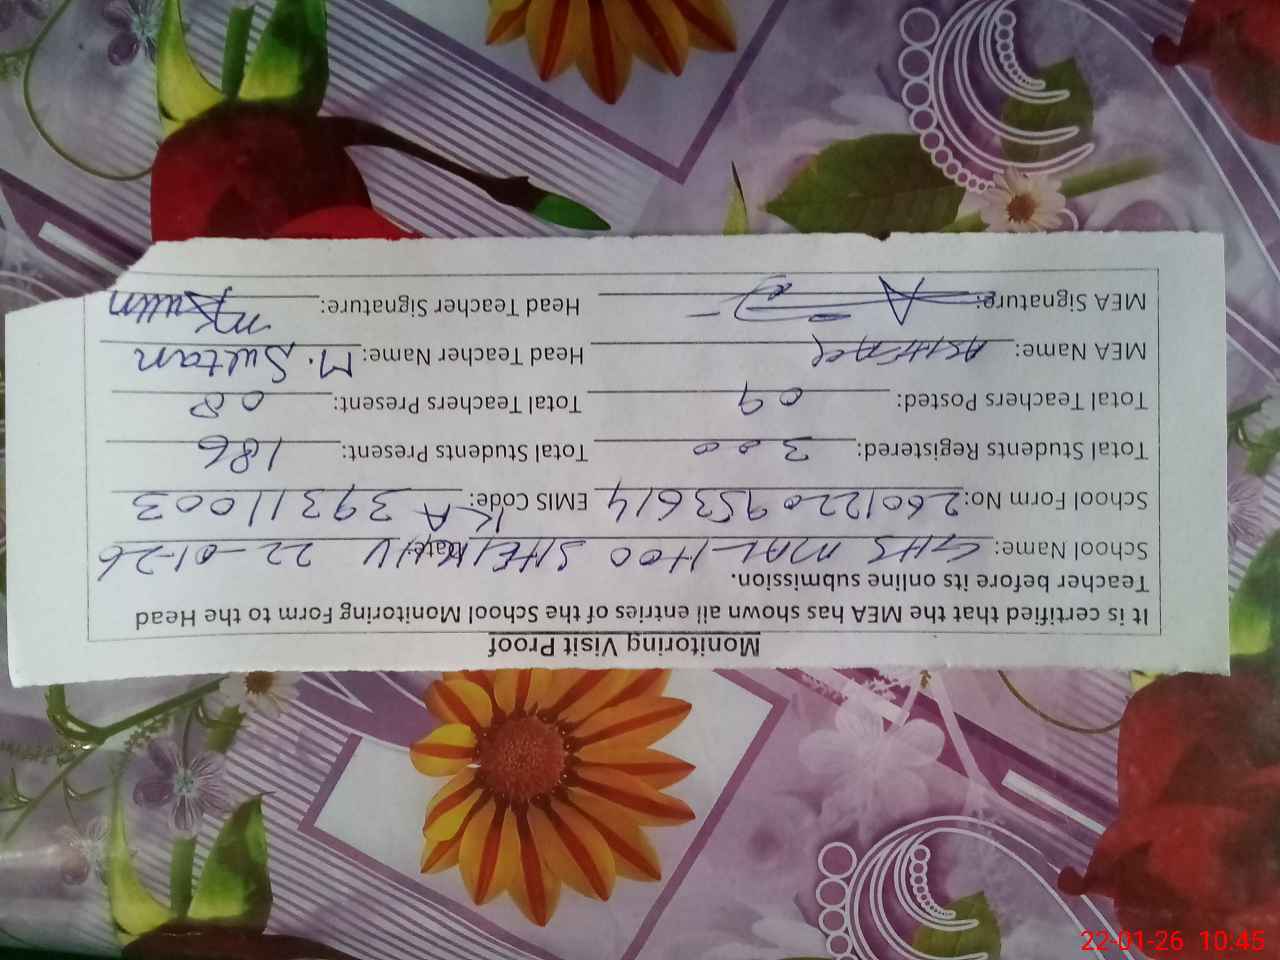 Monitoring Visit Proof
It is certified that the MEA has shown all entries of the School Monitoring Form to the Head
Teacher before its online submission.
School Name: GHS MAL HOO SHEIKHU Date: 22-01-26
KA
School Form No: 2601220953614 EMIS Code: 39311003
Total Students Registered: 300 Total Students Present: 186
Total Teachers Posted: 09 Total Teachers Present: 08
MEA Name: Head Teacher Name: M. Sultan
MEA Signature: Head Teacher Signature:
22-01-26 10:45